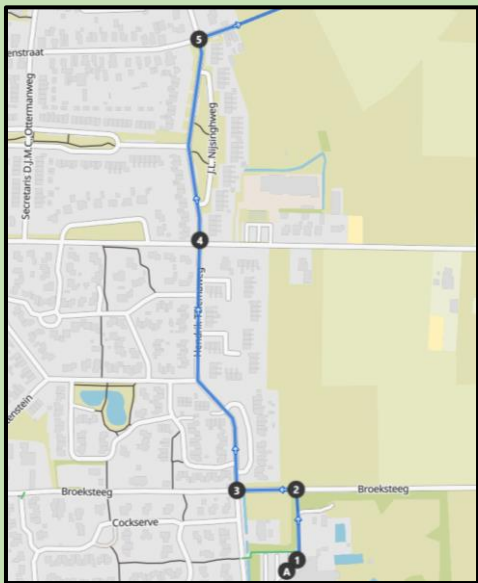 5
enstraat
Secretaris D.J.M.C. Ottermanweg
J.L. Nijsinghweg
4
3
2
Broeksteeg
Broeksteeg
Cockserve
1
A